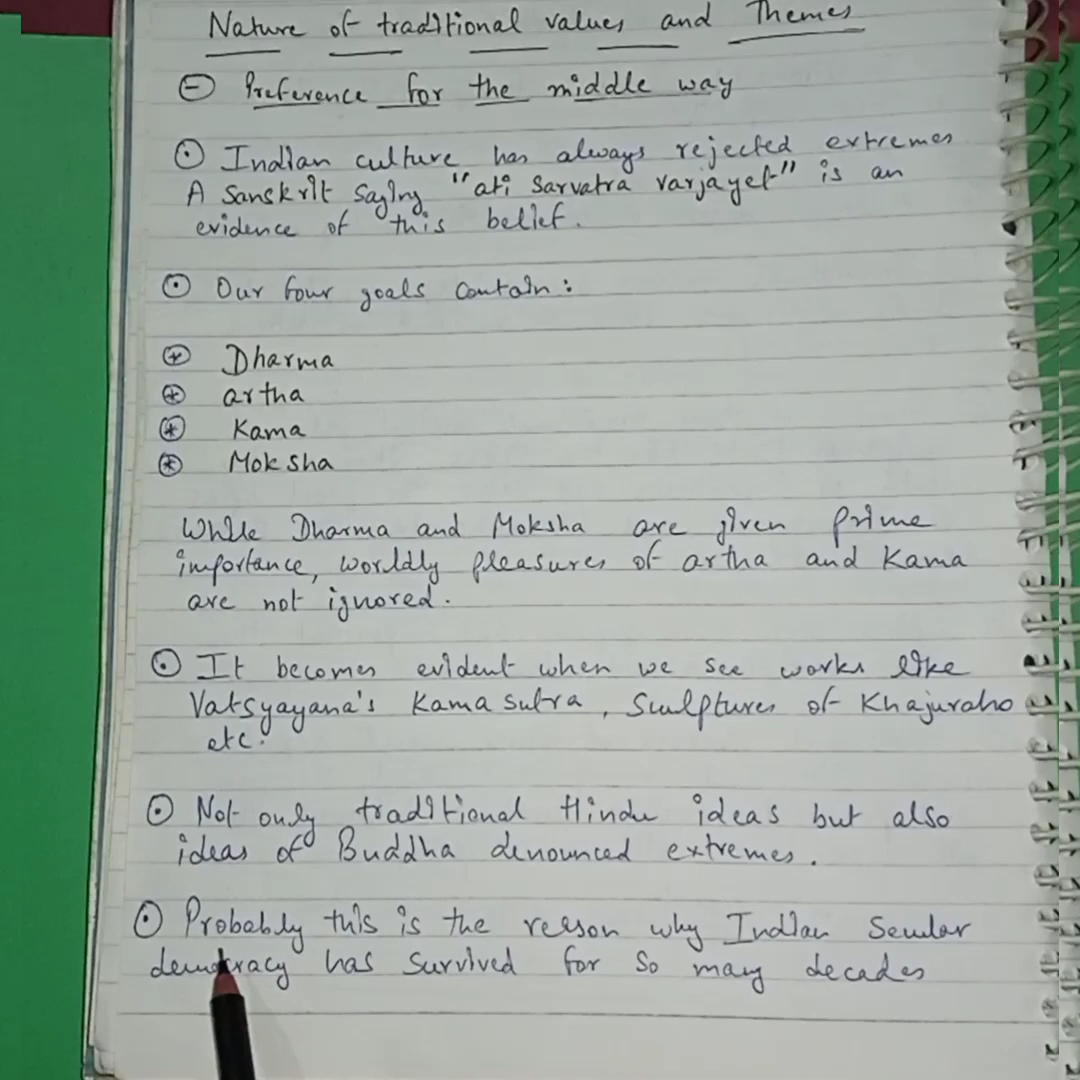 Nature of traditional values and Themes
Preference for the middle way
Indian culture has always rejected extremes
A Sanskrit saying "ati sarvatra varjayet" is an
evidence of this belief.
Our four goals contain:
Dharma
artha
Kama
Moksha
While Dharma and Moksha are given prime
importance, worldly pleasures of artha and Kama
are not ignored.
It becomes evident when we see works like
Vatsyayana's Kama sutra, Sculptures of Khajuraho
etc.
Not only traditional Hindu ideas but also
ideas of Buddha denounced extremes.
Probably this is the reason why Indian Secular
democracy has survived for so many decades